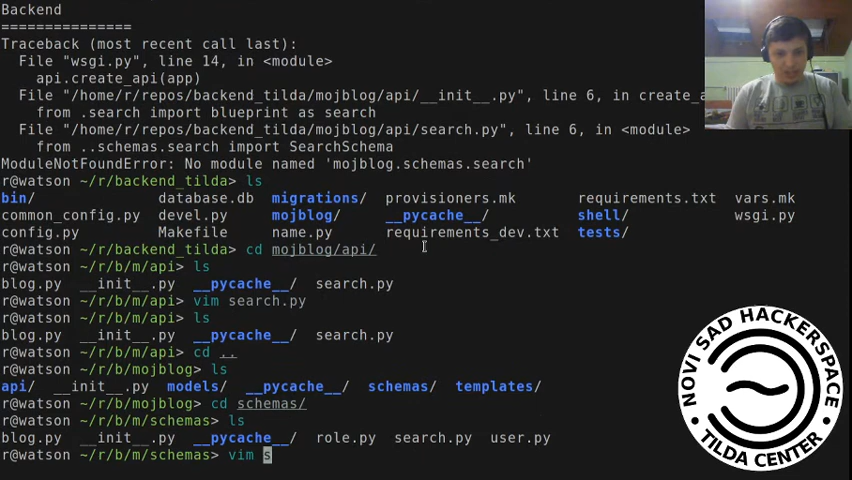 Backend
===============
Traceback (most recent call last):
File "wsgi.py", line 14, in <module>
api.create_api(app)
File "/home/r/repos/backend_tilda/mojblog/api/__init__.py", line 6, in create_a
from .search import blueprint as search
File "/home/r/repos/backend_tilda/mojblog/api/search.py", line 6, in <module>
from ..schemas.search import SearchSchema
ModuleNotFoundError: No module named 'mojblog.schemas.search'
r@watson ~/r/backend_tilda> ls
bin/ database.db migrations/ provisioners.mk requirements.txt vars.mk
common_config.py devel.py mojblog/ __pycache__/ shell/ wsgi.py
config.py Makefile name.py requirements_dev.txt tests/
r@watson ~/r/backend_tilda> cd mojblog/api/
r@watson ~/r/b/m/api> ls
blog.py __init__.py __pycache__/ search.py
r@watson ~/r/b/m/api> vim search.py
r@watson ~/r/b/m/api> ls
blog.py __init__.py __pycache__/ search.py
r@watson ~/r/b/m/api> cd ..
r@watson ~/r/b/mojblog> ls
api/ __init__.py models/ __pycache__/ schemas/ templates/
r@watson ~/r/b/mojblog> cd schemas/
r@watson ~/r/b/m/schemas> ls
blog.py __init__.py __pycache__/ role.py search.py user.py
r@watson ~/r/b/m/schemas> vim s
NOVI SAD HACKERSPACE
TILDA CENTER